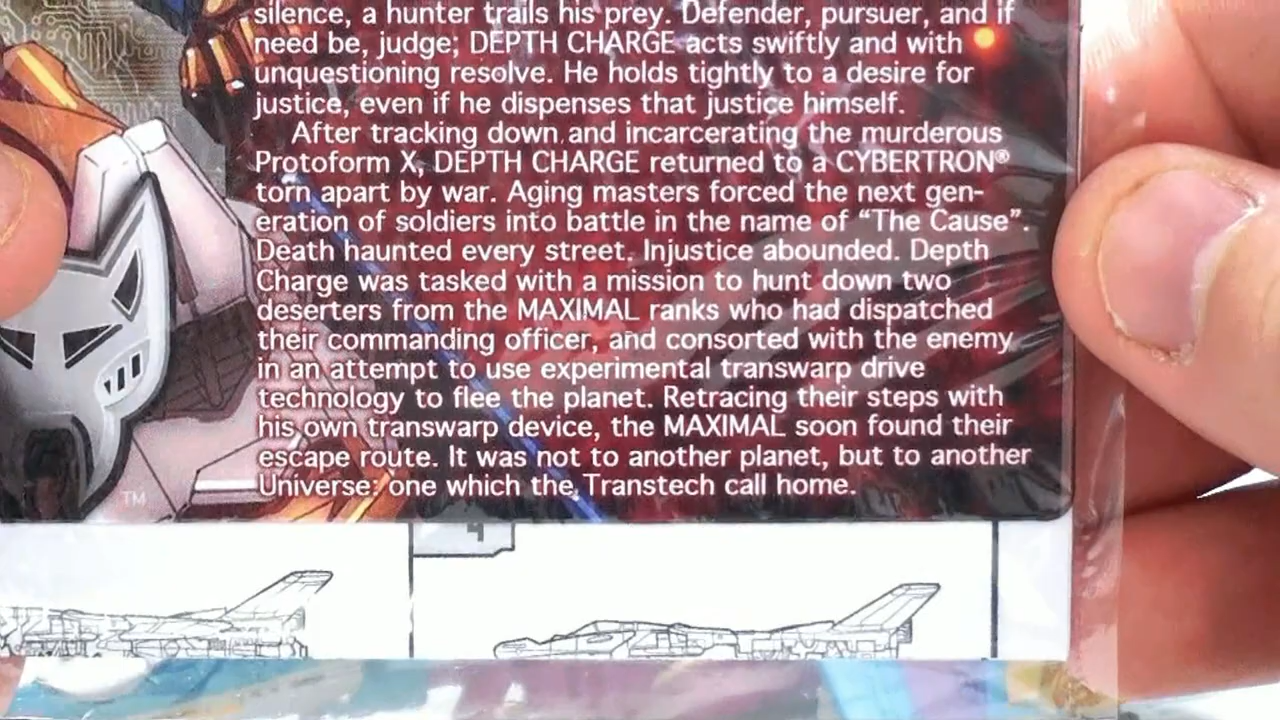 silence, a hunter trails his prey. Defender, pursuer, and if
need be, judge; DEPTH CHARGE acts swiftly and with
unquestioning resolve. He holds tightly to a desire for
justice, even if he dispenses that justice himself.
After tracking down and incarcerating the murderous
Protoform X, DEPTH CHARGE returned to a CYBERTRON®
torn apart by war. Aging masters forced the next gen-
eration of soldiers into battle in the name of “The Cause”.
Death haunted every street. Injustice abounded. Depth
Charge was tasked with a mission to hunt down two
deserters from the MAXIMAL ranks who had dispatched
their commanding officer, and consorted with the enemy
in an attempt to use experimental transwarp drive
technology to flee the planet. Retracing their steps with
his own transwarp device, the MAXIMAL soon found their
escape route. It was not to another planet, but to another
Universe: one which the Transtech call home.
TM